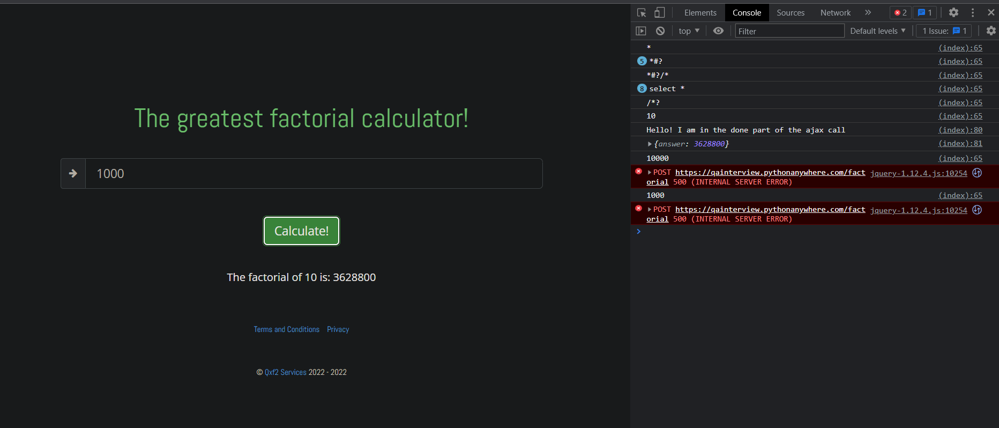 The greatest factorial calculator!
1000
Calculate!
The factorial of 10 is: 3628800
Terms and Conditions Privacy
© Qxf2 Services 2022 - 2022
Elements Console Sources Network » 2 1
top Filter Default levels 1 Issue: 1
* (index):65
5 *#? (index):65
*#?/* (index):65
8 select * (index):65
/*? (index):65
10 (index):65
Hello! I am in the done part of the ajax call (index):80
{answer: 3628800} (index):81
10000 (index):65
POST https://qainterview.pythonanywhere.com/fact jquery-1.12.4.js:10254
orial 500 (INTERNAL SERVER ERROR)
1000 (index):65
POST https://qainterview.pythonanywhere.com/fact jquery-1.12.4.js:10254
orial 500 (INTERNAL SERVER ERROR)